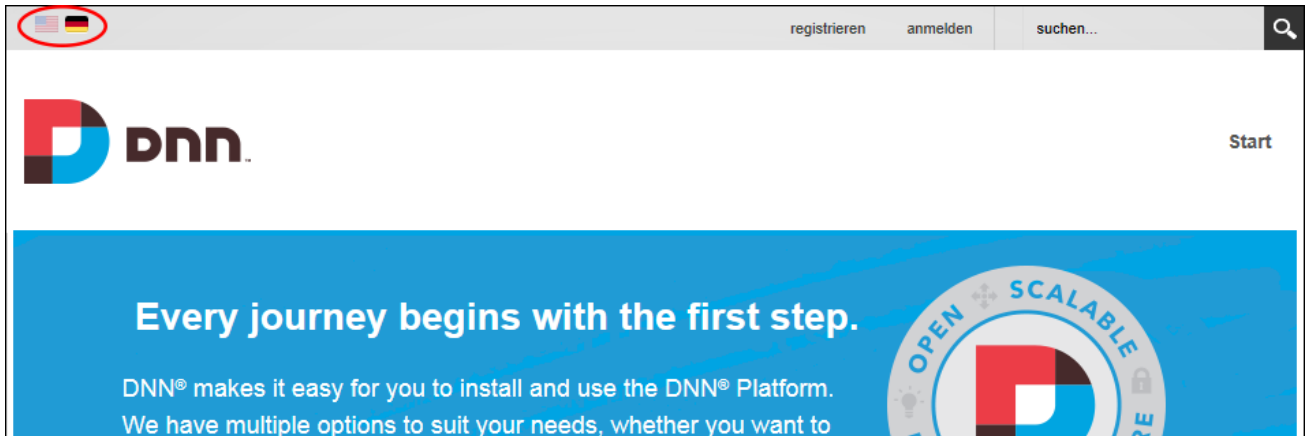 registrieren anmelden suchen...
DNN™
Start
Every journey begins with the first step.
DNN® makes it easy for you to install and use the DNN® Platform.
We have multiple options to suit your needs, whether you want to
OPEN SCALABLE